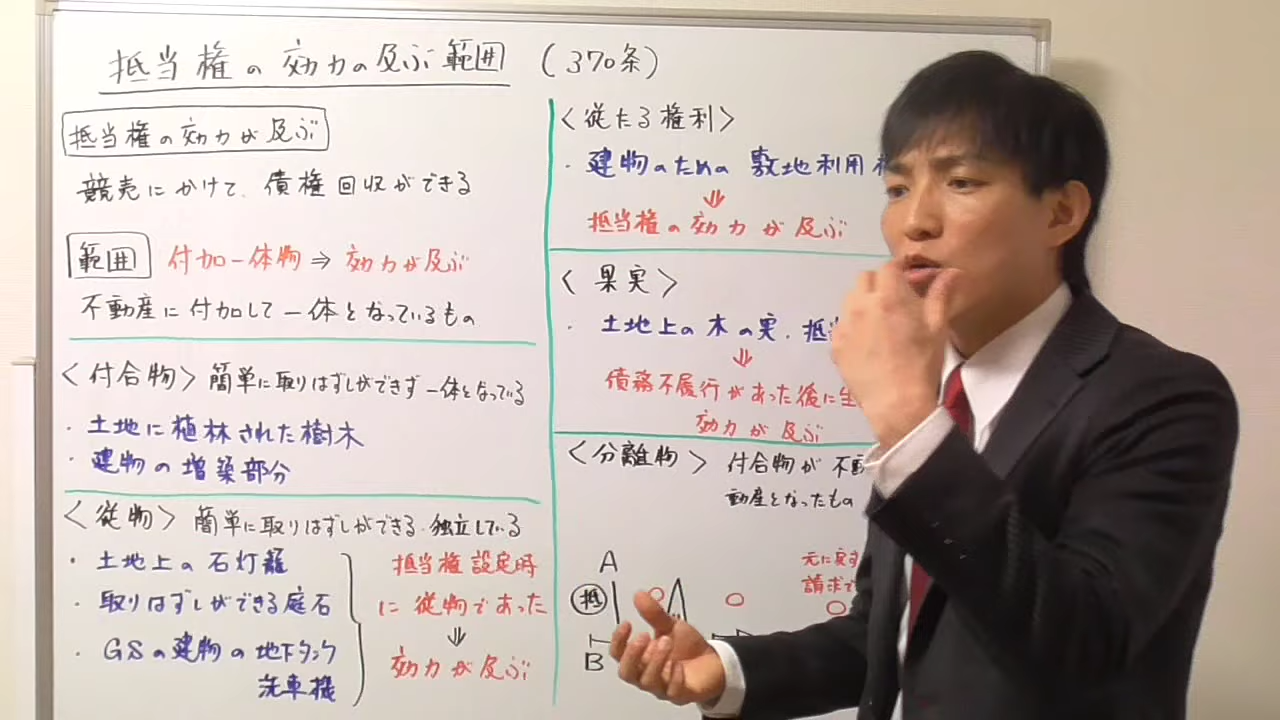 抵当権の効力の及ぶ範囲 (370条)
抵当権の効力が及ぶ
競売にかけて、債権回収ができる
範囲 付加一体物⇒効力が及ぶ
不動産に付加して一体となっているもの
<付合物> 簡単に取りはずしができず一体となっている
・土地に植林された樹木
・建物の増築部分
<従物> 簡単に取りはずしができる・独立している
・土地上の石灯籠
・取りはずしができる庭石
・GSの建物の地下タンク
洗車機
抵当権設定時
に従物であった
⇓
効力が及ぶ
<従たる権利>
・建物のための敷地利用
⇓
抵当権の効力が及ぶ
<果実>
・土地上の木の実、抵
⇓
債務不履行があった後に生
効力が及ぶ
<分離物> 付合物が不
動産となったもの
元に戻す
請求で
A
抵
○ ○ ○
B